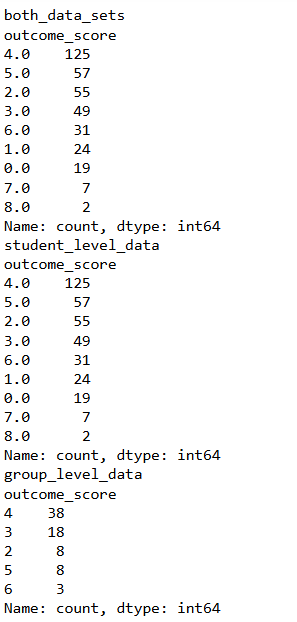 both_data_sets
outcome_score
4.0    125
5.0     57
2.0     55
3.0     49
6.0     31
1.0     24
0.0     19
7.0      7
8.0      2
Name: count, dtype: int64
student_level_data
outcome_score
4.0    125
5.0     57
2.0     55
3.0     49
6.0     31
1.0     24
0.0     19
7.0      7
8.0      2
Name: count, dtype: int64
group_level_data
outcome_score
4    38
3    18
2     8
5     8
6     3
Name: count, dtype: int64